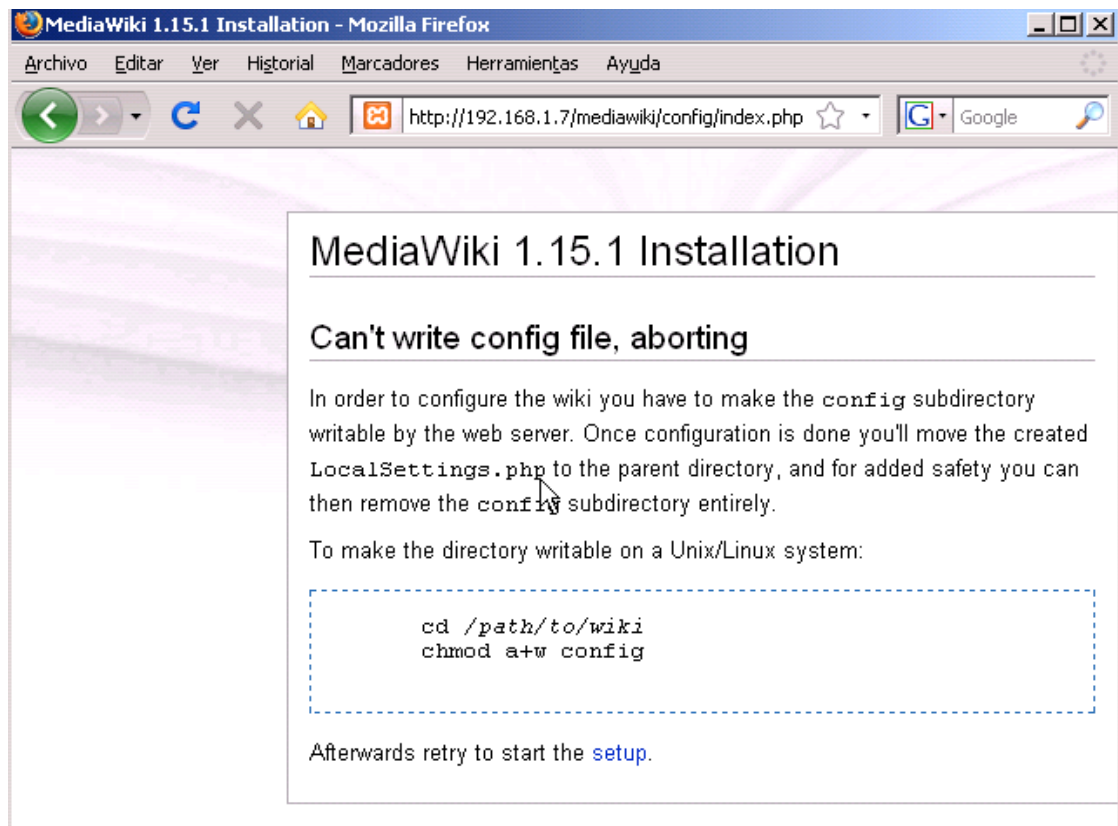 MediaWiki 1.15.1 Installation - Mozilla Firefox
Archivo Editar Ver Historial Marcadores Herramientas Ayuda
http://192.168.1.7/mediawiki/config/index.php G Google
MediaWiki 1.15.1 Installation
Can't write config file, aborting
In order to configure the wiki you have to make the config subdirectory
writable by the web server. Once configuration is done you'll move the created
LocalSettings.php to the parent directory, and for added safety you can
then remove the config subdirectory entirely.
To make the directory writable on a Unix/Linux system:
cd /path/to/wiki
chmod a+w config
Afterwards retry to start the setup.